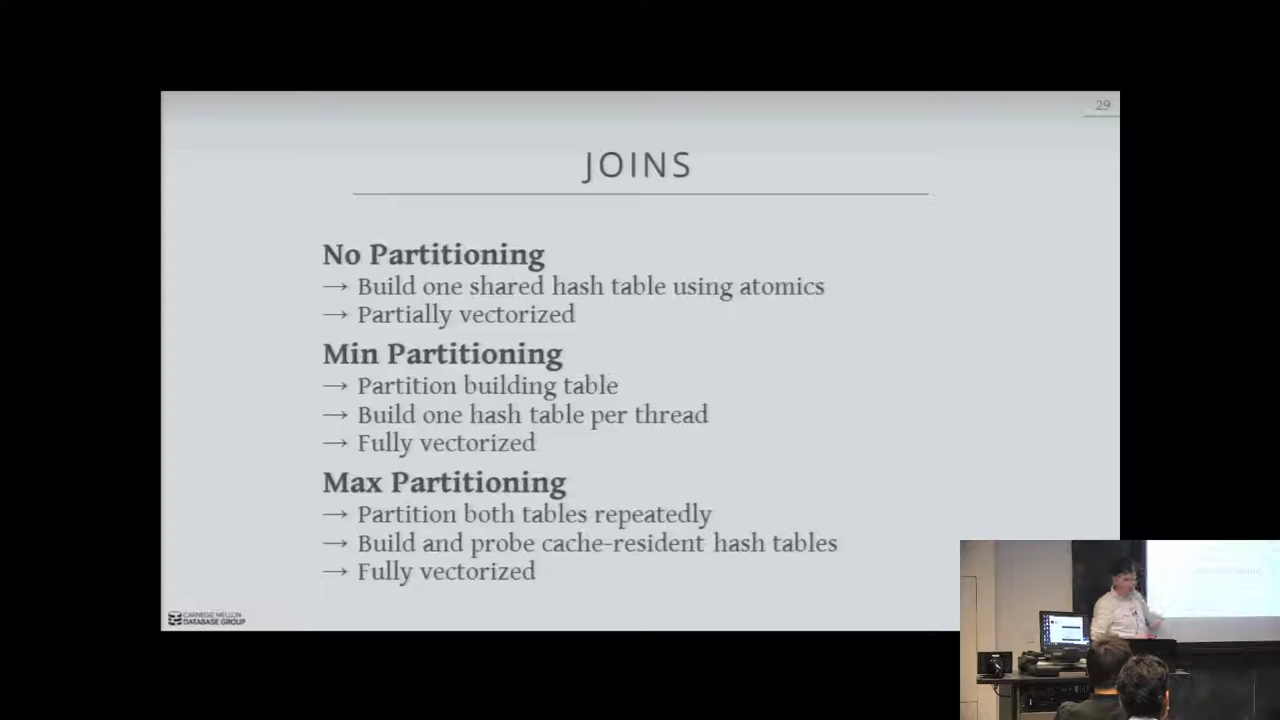 29
JOINS
No Partitioning
→ Build one shared hash table using atomics
→ Partially vectorized
Min Partitioning
→ Partition building table
→ Build one hash table per thread
→ Fully vectorized
Max Partitioning
→ Partition both tables repeatedly
→ Build and probe cache-resident hash tables
→ Fully vectorized
CARNEGIE MELLON
DATABASE GROUP